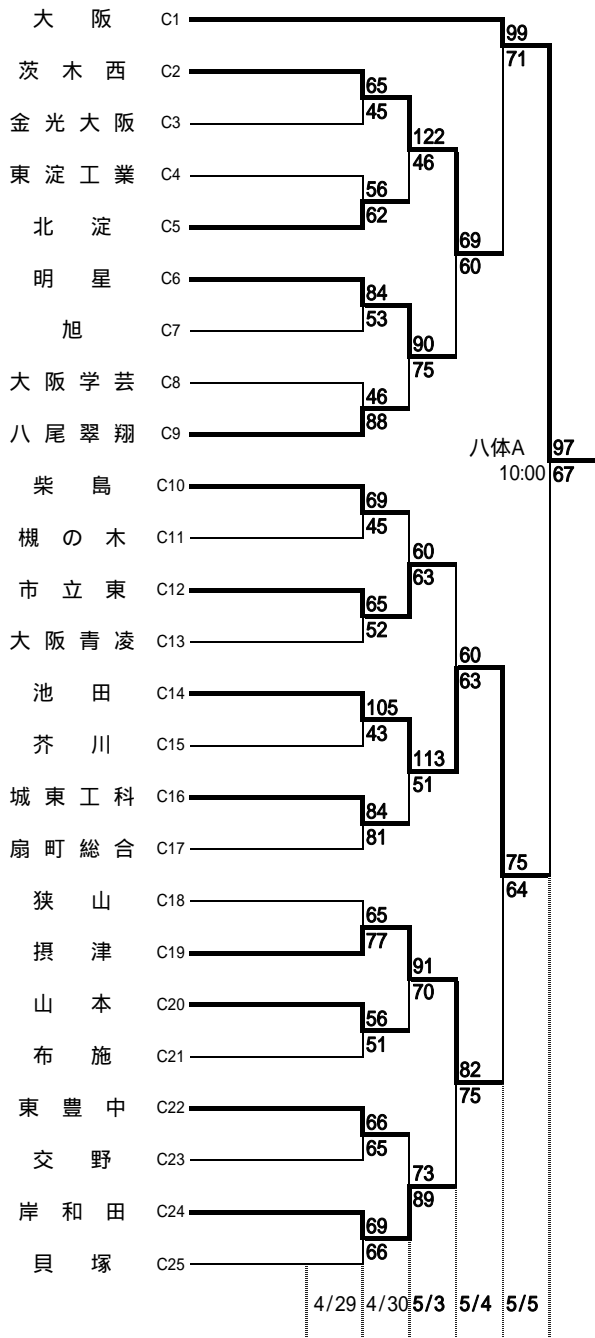 大阪 C1
99
71
茨木西 C2
65
45
金光大阪 C3
122
46
東淀工業 C4
56
62
北淀 C5
69
60
明星 C6
84
53
旭 C7
90
75
大阪学芸 C8
46
88
八尾翠翔 C9
八体A 97
10:00 67
柴島 C10
69
45
槻の木 C11
60
63
市立東 C12
65
52
大阪青凌 C13
60
63
池田 C14
105
43
芥川 C15
113
51
城東工科 C16
84
81
扇町総合 C17
75
64
狭山 C18
65
77
摂津 C19
91
70
山本 C20
56
51
布施 C21
82
75
東豊中 C22
66
65
交野 C23
73
89
岸和田 C24
69
66
貝塚 C25
4/29 4/30 5/3 5/4 5/5